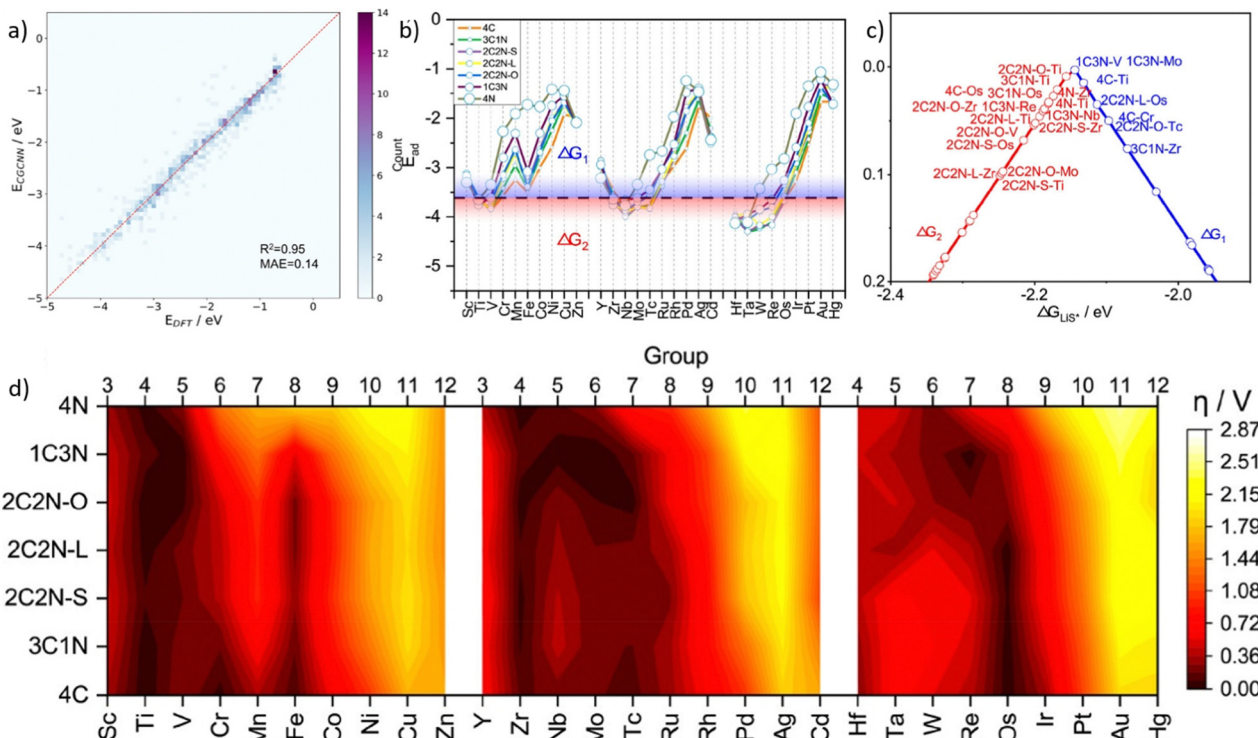 a)
0
-1
-2
-3
-4
-5
E_CGCNN / eV
R²=0.95
MAE=0.14
-5
-4
-3
-2
-1
0
E_DFT / eV
14
12
10
8
6
4
2
0
Count
b)
0
-1
-2
-3
-4
-5
E_ad
4C
3C1N
2C2N-S
2C2N-L
2C2N-O
1C3N
4N
ΔG₁
ΔG₂
Sc Ti V Cr Mn Fe Co Ni Cu Zn Y Zr Nb Mo Tc Ru Rh Pd Ag Cd Hf Ta W Re Os Ir Pt Au Hg
c)
0.0
0.1
0.2
2C2N-O-Ti 1C3N-V 1C3N-Mo
3C1N-Ti 4C-Ti
4C-Os 3C1N-Os 4N-Zr 2C2N-L-Os
2C2N-O-Zr 1C3N-Re 4N-Ti
2C2N-L-Ti 1C3N-Nb 4C-Cr
2C2N-O-V 2C2N-S-Zr 2C2N-O-Tc
2C2N-S-Os 3C1N-Zr
2C2N-L-Zr 2C2N-O-Mo
2C2N-S-Ti
ΔG₂ ΔG₁
-2.4 -2.2 -2.0
ΔG_LiS* / eV
d)
Group
3 4 5 6 7 8 9 10 11 12 3 4 5 6 7 8 9 10 11 12 4 5 6 7 8 9 10 11 12
4N
1C3N
2C2N-O
2C2N-L
2C2N-S
3C1N
4C
Sc Ti V Cr Mn Fe Co Ni Cu Zn Y Zr Nb Mo Tc Ru Rh Pd Ag Cd Hf Ta W Re Os Ir Pt Au Hg
η / V
2.87
2.51
2.15
1.79
1.44
1.08
0.72
0.36
0.00